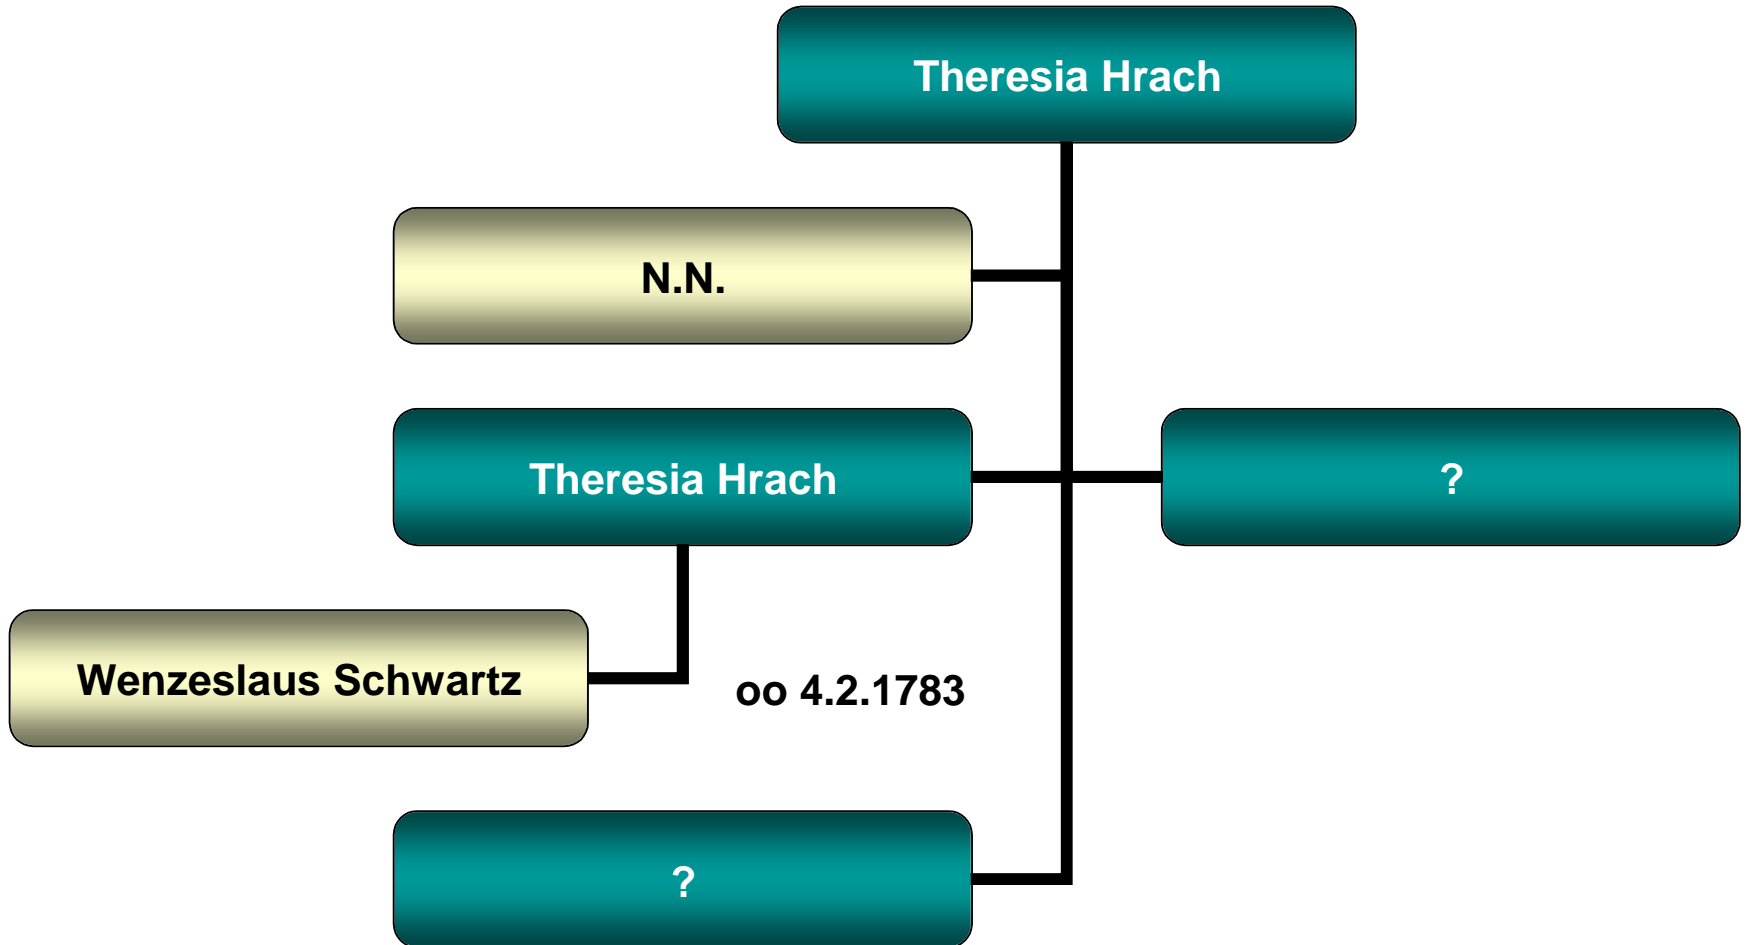 Theresia Hrach
N.N.
Theresia Hrach
?
Wenzeslaus Schwartz
oo 4.2.1783
?